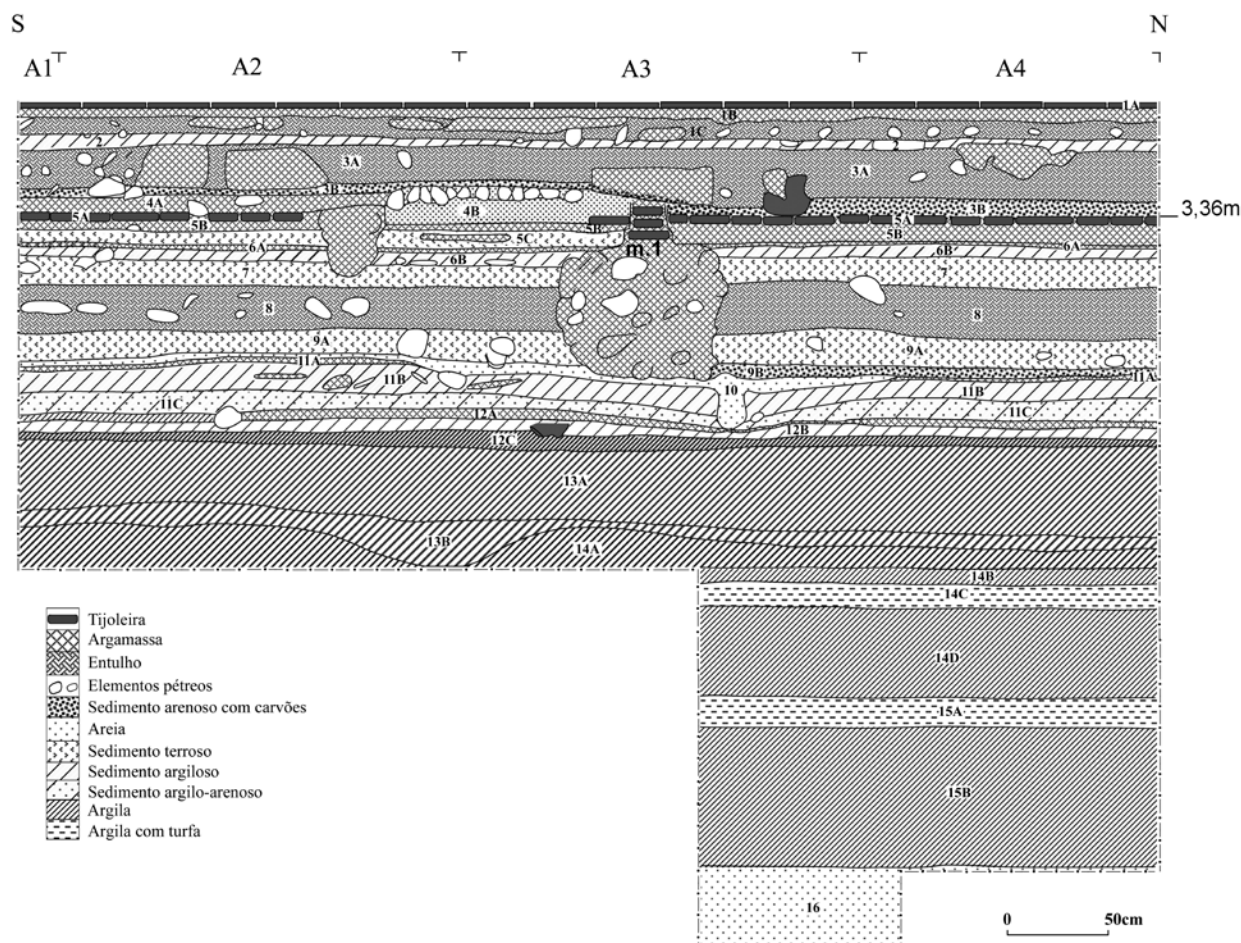 S N
A1 A2 A3 A4
1A
1B
1C
2 2
3A 3A
3B
4A 3B
4B
5A 5A 3,36m
5B 5B 5B
5C
m.1
6A 6A
6B 6B
7 7
8 8
9A 9A
11A 9B 11A
11B 10 11B
11C 11C
12A
12B
12C
13A
13B 14A
14B
14C
14D
15A
15B
16
Tijoleira
Argamassa
Entulho
Elementos pétreos
Sedimento arenoso com carvões
Areia
Sedimento terroso
Sedimento argiloso
Sedimento argilo-arenoso
Argila
Argila com turfa
0 50cm